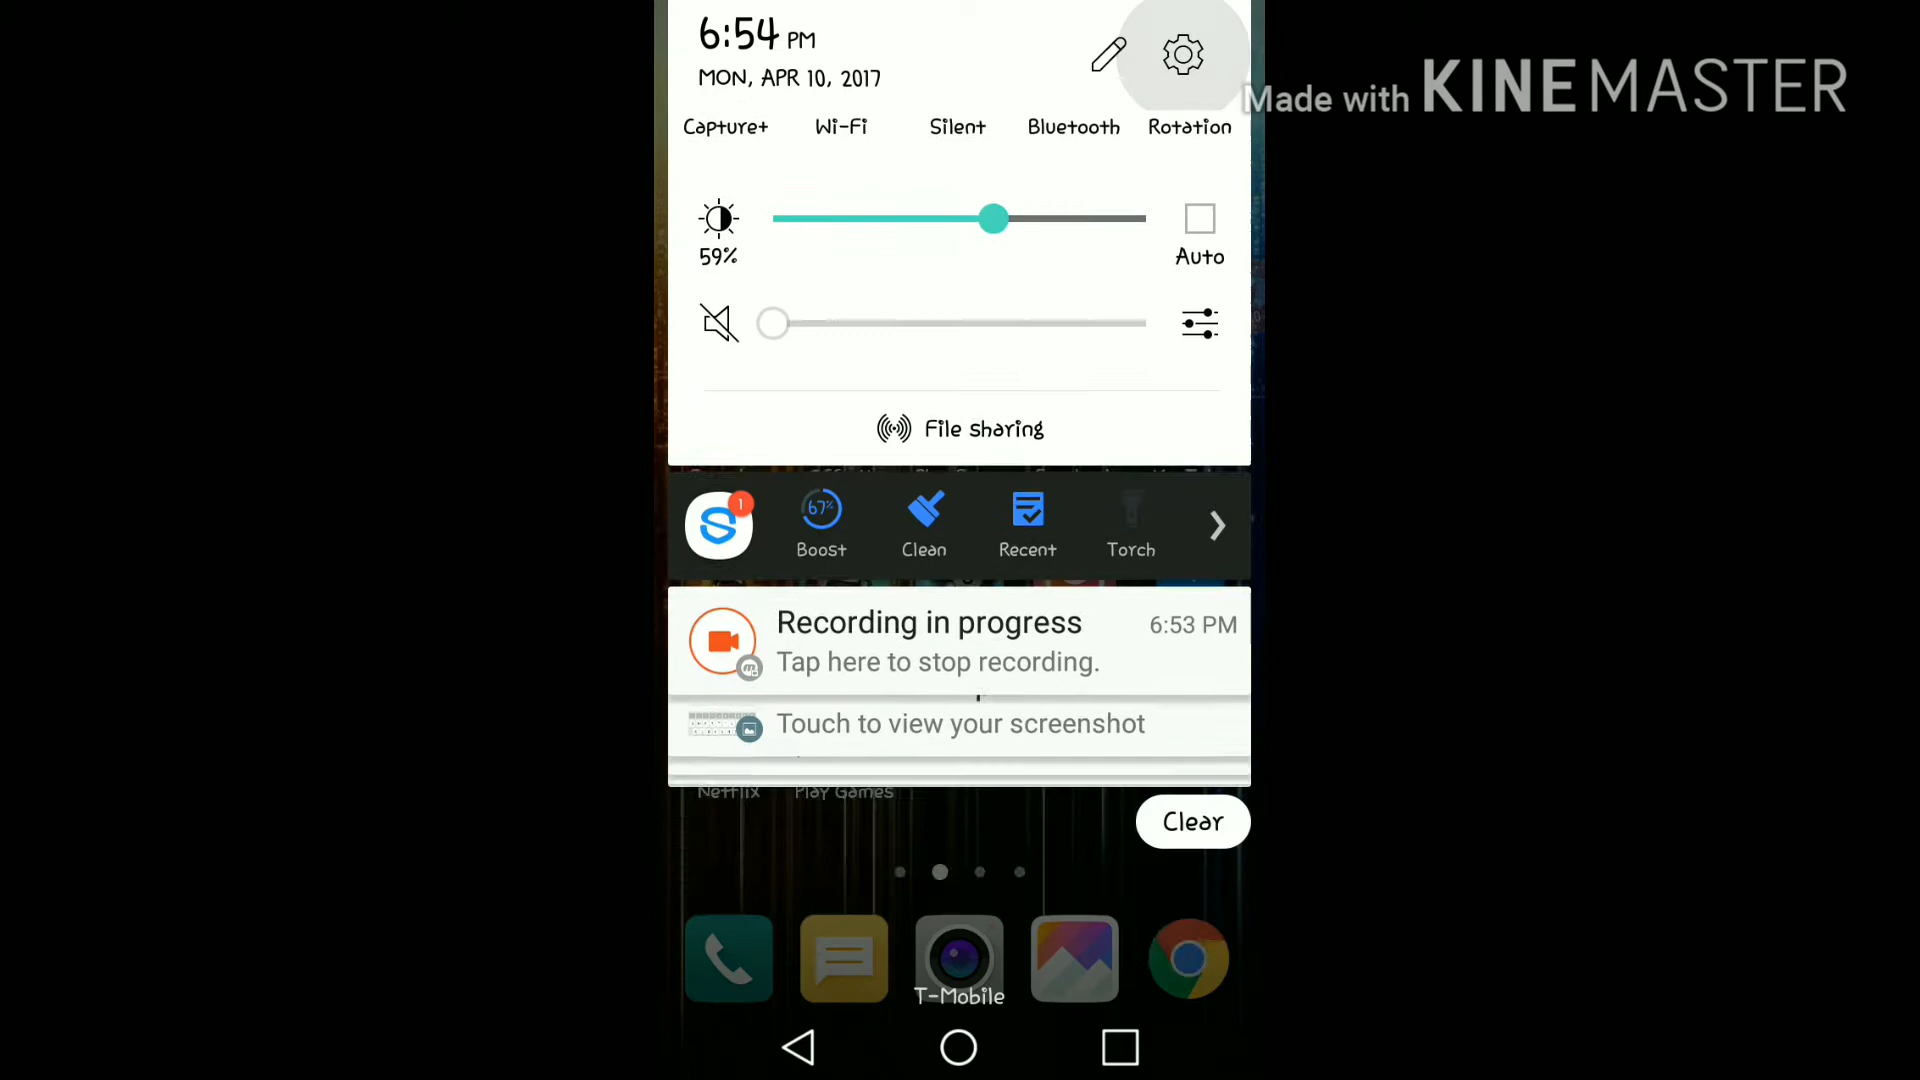 6:54 PM
MON, APR 10, 2017
Made with KINEMASTER
Capture+ Wi-Fi Silent Bluetooth Rotation
59%
Auto
File sharing
1
67%
Boost Clean Recent Torch
Recording in progress 6:53 PM
Tap here to stop recording.
Touch to view your screenshot
Netflix Play Games
Clear
T-Mobile